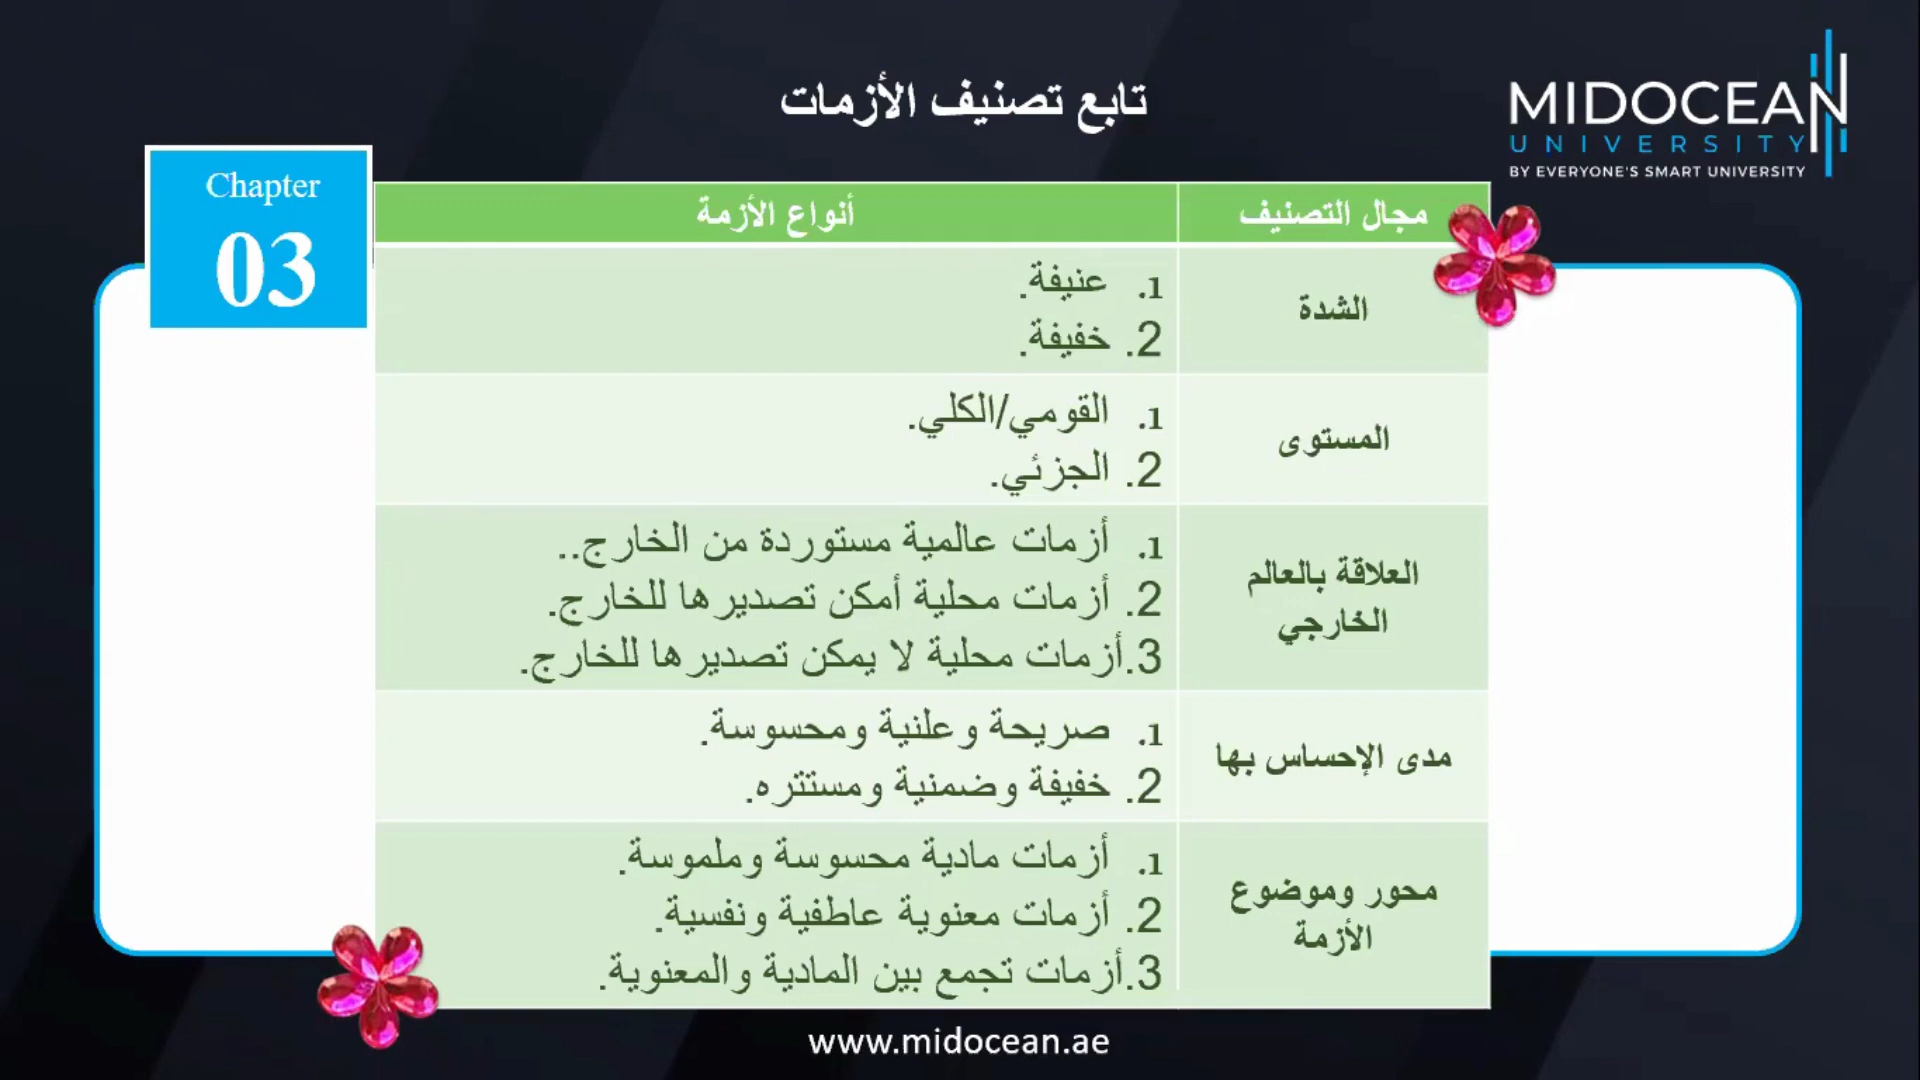 تابع تصنيف الأزمات
MIDOCEAN
UNIVERSITY
BY EVERYONE'S SMART UNIVERSITY
Chapter
03
مجال التصنيف
أنواع الأزمة
الشدة
1. عنيفة.
2. خفيفة.
المستوى
1. القومي/الكلي.
2. الجزئي.
العلاقة بالعالم
الخارجي
1. أزمات عالمية مستوردة من الخارج..
2. أزمات محلية أمكن تصديرها للخارج.
3.أزمات محلية لا يمكن تصديرها للخارج.
مدى الإحساس بها
1. صريحة وعلنية ومحسوسة.
2. خفيفة وضمنية ومستتره.
محور وموضوع
الأزمة
1. أزمات مادية محسوسة وملموسة.
2. أزمات معنوية عاطفية ونفسية.
3.أزمات تجمع بين المادية والمعنوية.
www.midocean.ae